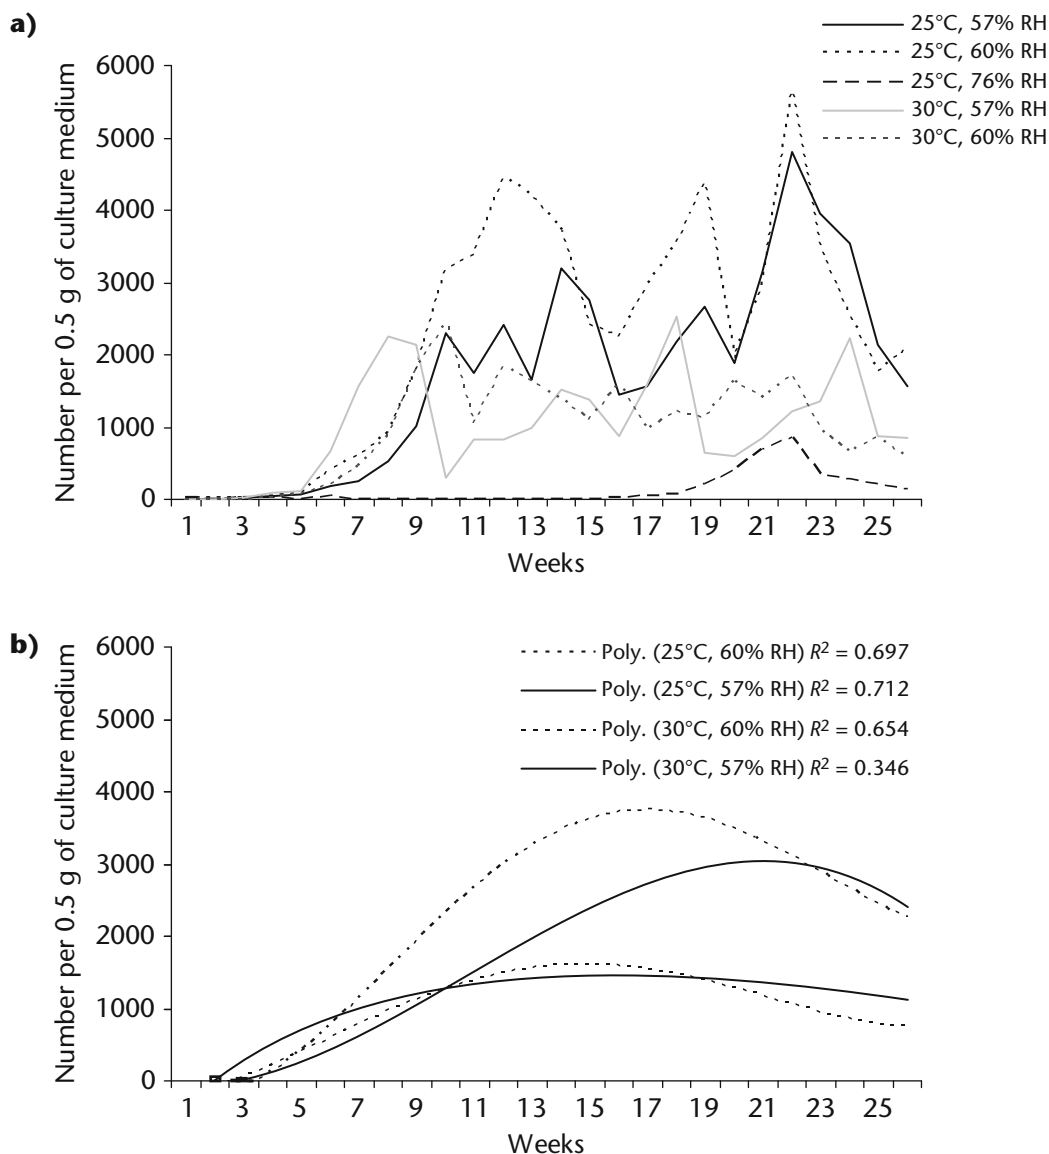 a)
25°C, 57% RH
25°C, 60% RH
25°C, 76% RH
30°C, 57% RH
30°C, 60% RH
Number per 0.5 g of culture medium
6000
5000
4000
3000
2000
1000
0
1 3 5 7 9 11 13 15 17 19 21 23 25
Weeks
b)
Poly. (25°C, 60% RH) R² = 0.697
Poly. (25°C, 57% RH) R² = 0.712
Poly. (30°C, 60% RH) R² = 0.654
Poly. (30°C, 57% RH) R² = 0.346
Number per 0.5 g of culture medium
6000
5000
4000
3000
2000
1000
0
1 3 5 7 9 11 13 15 17 19 21 23 25
Weeks